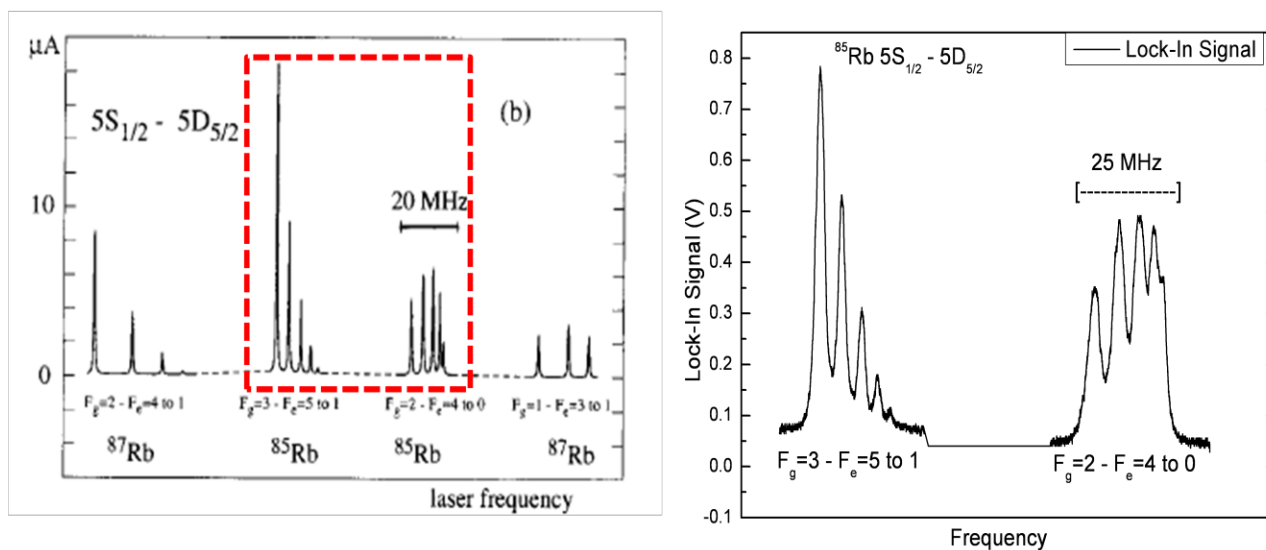 μA
10
0
5S1/2 - 5D5/2
(b)
20 MHz
Fg=2 - Fe=4 to 1
Fg=3 - Fe=5 to 1
Fg=2 - Fe=4 to 0
Fg=1 - Fe=3 to 1
87Rb
85Rb
85Rb
87Rb
laser frequency
85Rb 5S1/2 - 5D5/2
Lock-In Signal
25 MHz
[--------------]
Lock-In Signal (V)
0.8
0.7
0.6
0.5
0.4
0.3
0.2
0.1
0.0
-0.1
Fg=3 - Fe=5 to 1
Fg=2 - Fe=4 to 0
Frequency